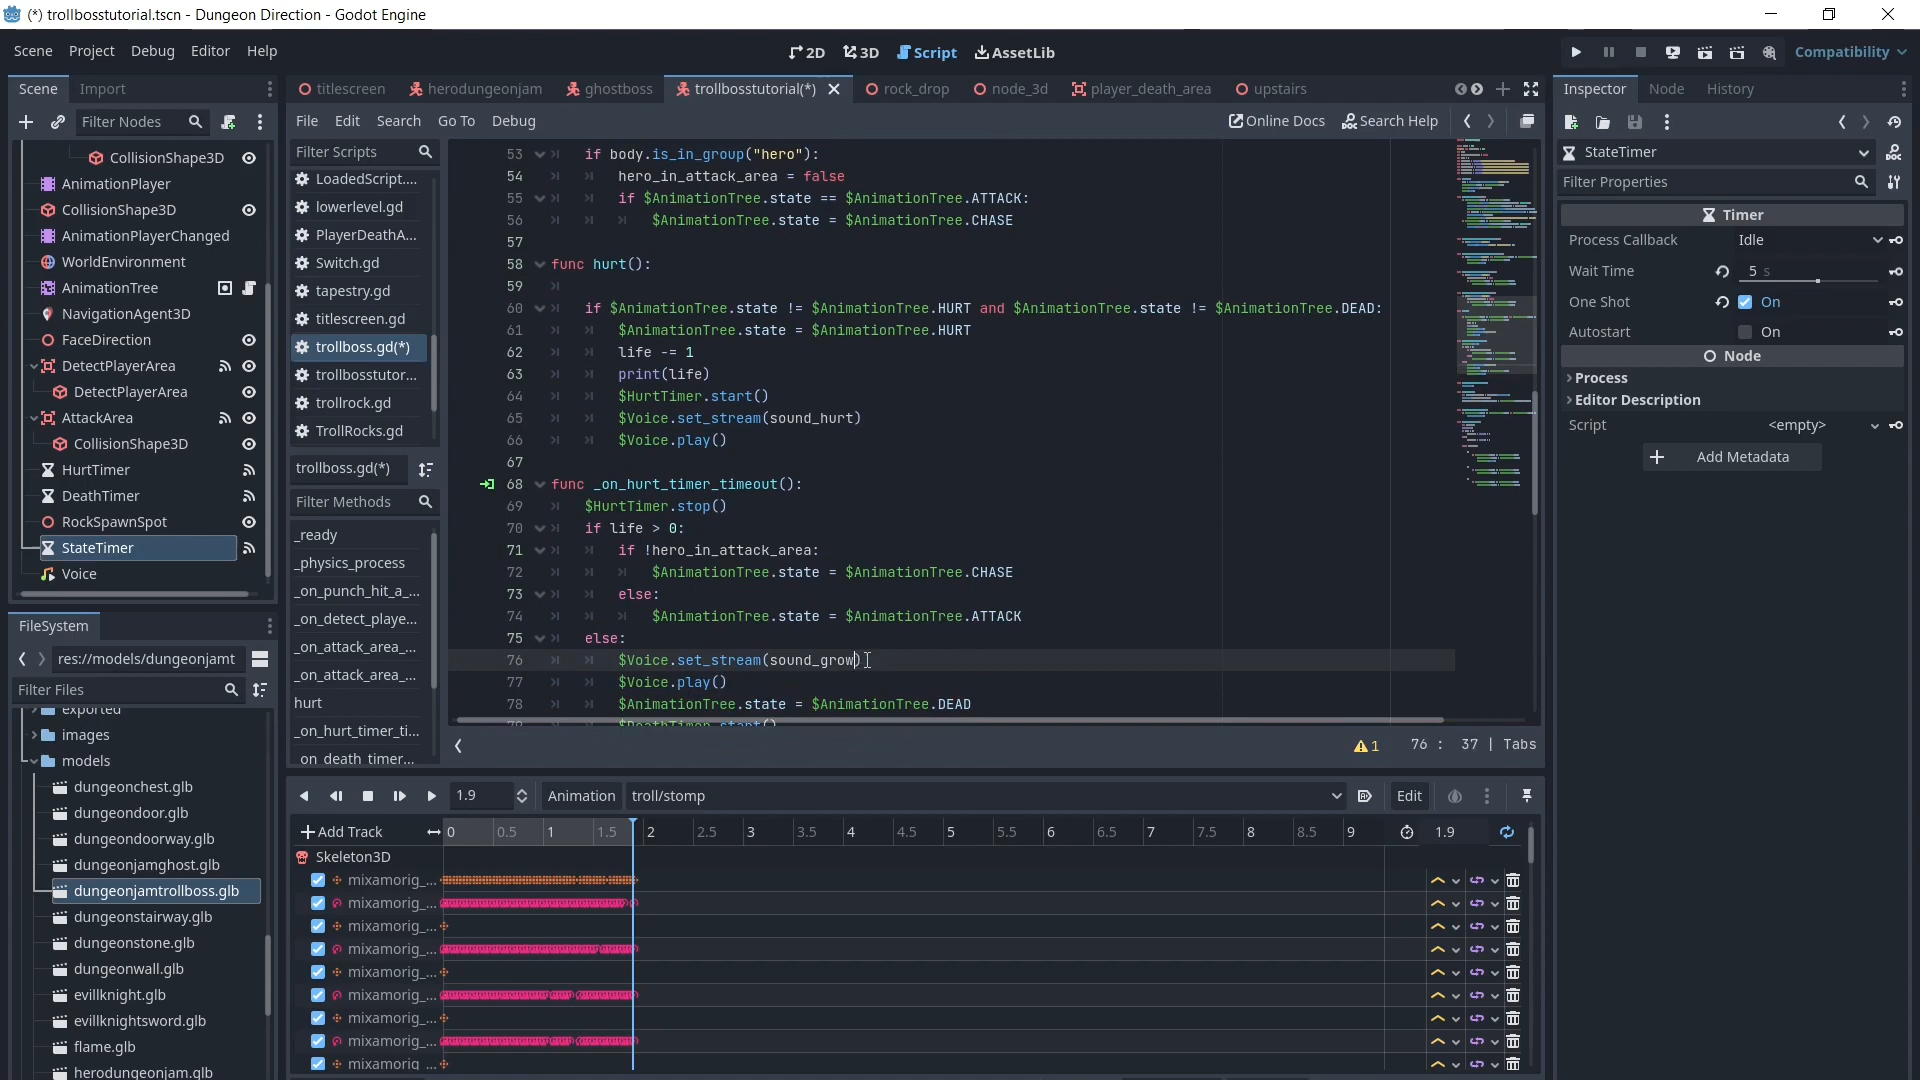 (*) trollbosstutorial.tscn - Dungeon Direction - Godot Engine
Scene Project Debug Editor Help
2D 3D Script AssetLib
Compatibility
Scene Import
Filter Nodes
CollisionShape3D
AnimationPlayer
CollisionShape3D
AnimationPlayerChanged
WorldEnvironment
AnimationTree
NavigationAgent3D
FaceDirection
DetectPlayerArea
DetectPlayerArea
AttackArea
CollisionShape3D
HurtTimer
DeathTimer
RockSpawnSpot
StateTimer
Voice
FileSystem
res://models/dungeonjamt
Filter Files
exported
images
models
dungeonchest.glb
dungeondoor.glb
dungeondoorway.glb
dungeonjamghost.glb
dungeonjamtrollboss.glb
dungeonstairway.glb
dungeonstone.glb
dungeonwall.glb
evillknight.glb
evillknightsword.glb
flame.glb
herodungeonjam.glb
titlescreen herodungeonjam ghostboss trollbosstutorial(*) rock_drop node_3d player_death_area upstairs
File Edit Search Go To Debug
Online Docs Search Help
Filter Scripts
LoadedScript....
lowerlevel.gd
PlayerDeathA...
Switch.gd
tapestry.gd
titlescreen.gd
trollboss.gd(*)
trollbosstutor...
trollrock.gd
TrollRocks.gd
trollboss.gd(*)
Filter Methods
_ready
_physics_process
_on_punch_hit_a_...
_on_detect_playe...
_on_attack_area_...
_on_attack_area_...
hurt
_on_hurt_timer_ti...
_on_death_timer...
53 if body.is_in_group("hero"):
54 hero_in_attack_area = false
55 if $AnimationTree.state == $AnimationTree.ATTACK:
56 $AnimationTree.state = $AnimationTree.CHASE
57
58 func hurt():
59
60 if $AnimationTree.state != $AnimationTree.HURT and $AnimationTree.state != $AnimationTree.DEAD:
61 $AnimationTree.state = $AnimationTree.HURT
62 life -= 1
63 print(life)
64 $HurtTimer.start()
65 $Voice.set_stream(sound_hurt)
66 $Voice.play()
67
68 func _on_hurt_timer_timeout():
69 $HurtTimer.stop()
70 if life > 0:
71 if !hero_in_attack_area:
72 $AnimationTree.state = $AnimationTree.CHASE
73 else:
74 $AnimationTree.state = $AnimationTree.ATTACK
75 else:
76 $Voice.set_stream(sound_grow)
77 $Voice.play()
78 $AnimationTree.state = $AnimationTree.DEAD
79 $DeathTimer.start()
1 76 : 37 | Tabs
1.9 Animation troll/stomp Edit
Add Track 0 0.5 1 1.5 2 2.5 3 3.5 4 4.5 5 5.5 6 6.5 7 7.5 8 8.5 9 1.9
Skeleton3D
mixamorig_...
mixamorig_...
mixamorig_...
mixamorig_...
mixamorig_...
mixamorig_...
mixamorig_...
mixamorig_...
mixamorig_...
Inspector Node History
StateTimer
Filter Properties
Timer
Process Callback Idle
Wait Time 5 s
One Shot On
Autostart On
Node
Process
Editor Description
Script <empty>
Add Metadata